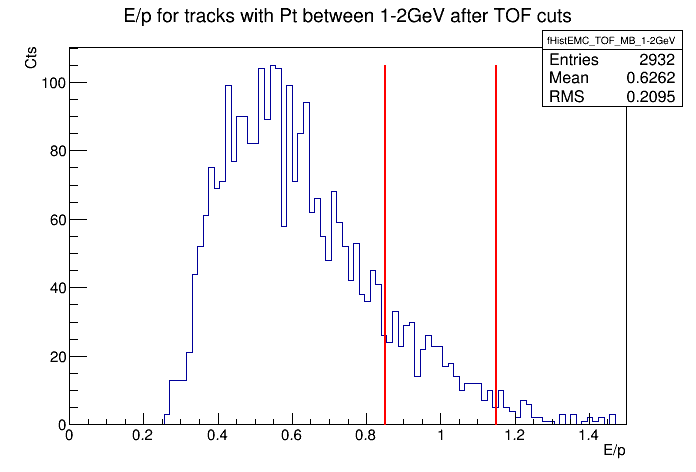 E/p for tracks with Pt between 1-2GeV after TOF cuts
fHistEMC_TOF_MB_1-2GeV
Entries 2932
Mean 0.6262
RMS 0.2095
Cts
100
80
60
40
20
0
0 0.2 0.4 0.6 0.8 1 1.2 1.4
E/p